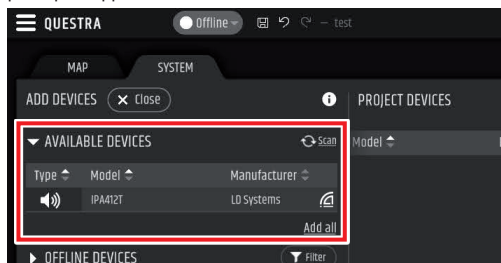 QUESTRA Offline – test
MAP SYSTEM
ADD DEVICES × Close i PROJECT DEVICES
AVAILABLE DEVICES Scan Model
Type Model Manufacturer
IPA412T LD Systems
Add all
OFFLINE DEVICES Filter